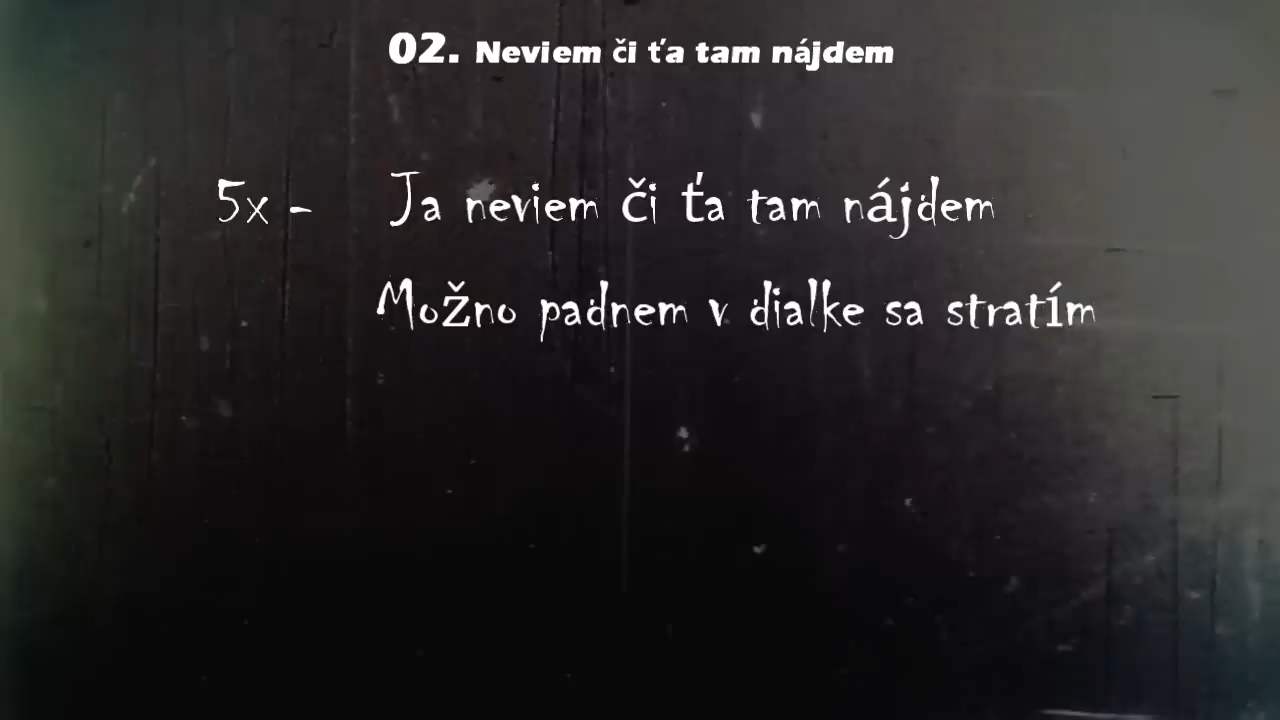 02. Neviem či ťa tam nájdem
5x - Ja neviem či ťa tam nájdem
Možno padnem v dialke sa stratím